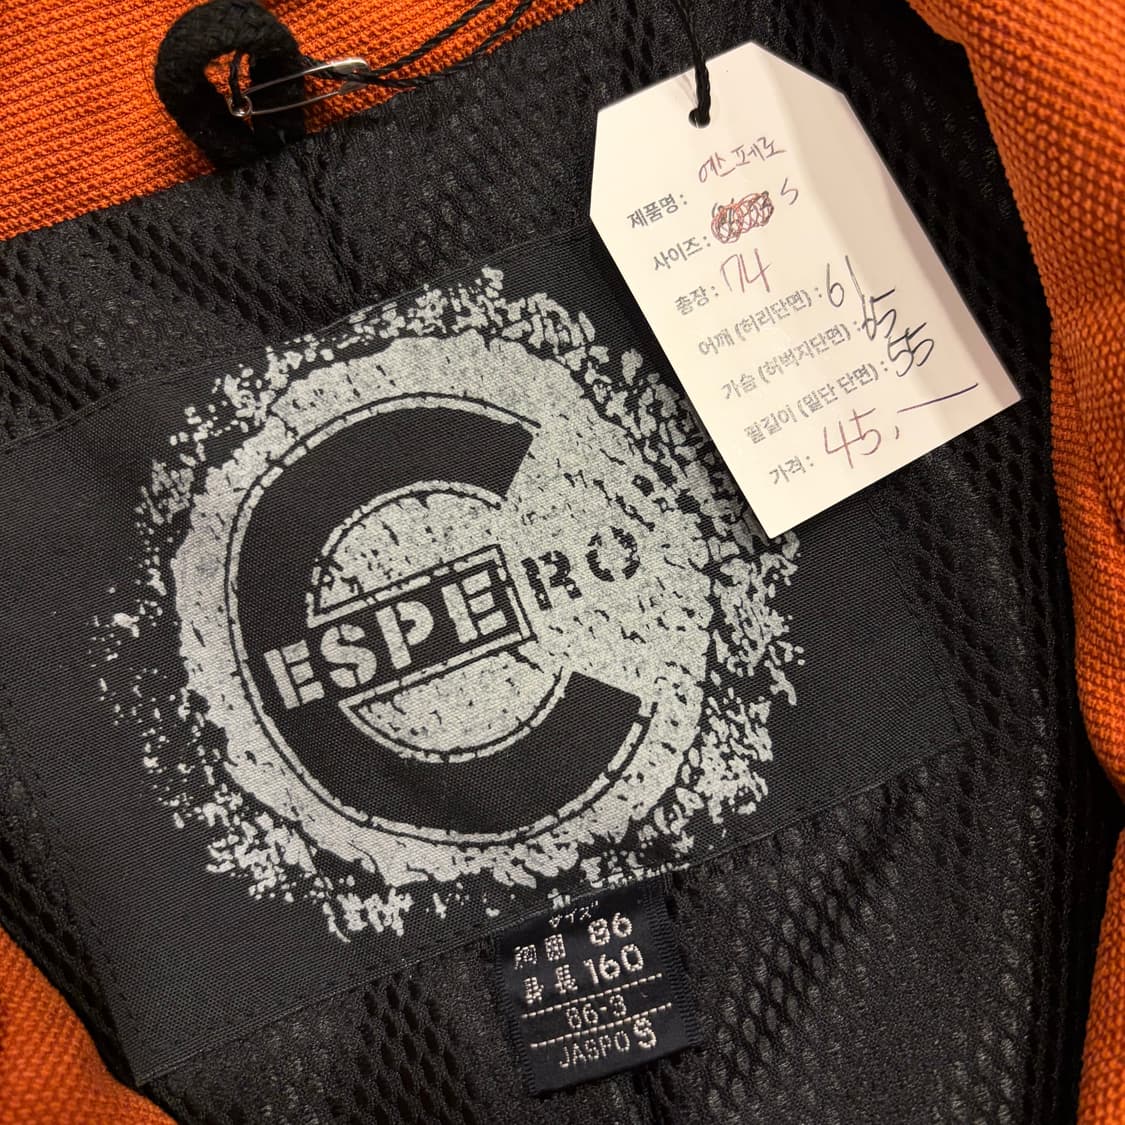 제품명: 에스페로
사이즈: S
총장: 74
어깨 (허리단면): 61
가슴 (허벅지단면): 65
팔길이 (밑단 단면): 55
가격: 45,—
ESPERO
サイズ
胸囲 86
身長 160
86-3
JASPO S